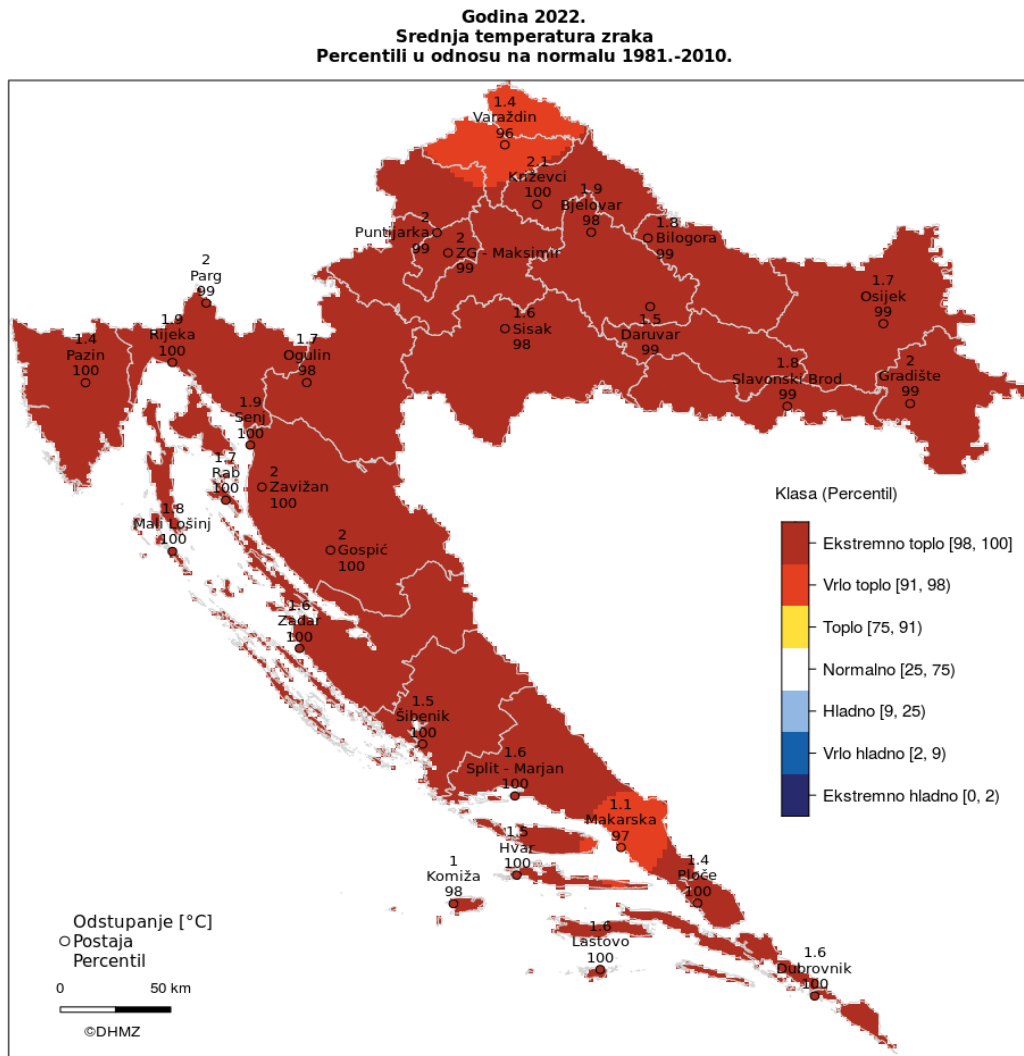 Godina 2022.
Srednja temperatura zraka
Percentili u odnosu na normalu 1981.-2010.
1.4
Varaždin
96
2.1
Križevci
100
1.9
Bjelovar
98
2
Puntijarka
99
2
ZG - Maksimir
99
1.8
Bilogora
99
2
Parg
99
1.7
Osijek
99
1.4
Pazin
100
1.9
Rijeka
100
1.7
Ogulin
98
1.6
Sisak
98
1.5
Daruvar
99
1.8
Slavonski Brod
99
2
Gradište
99
1.9
Senj
100
1.7
Rab
100
2
Zavižan
100
1.8
Mali Lošinj
100
2
Gospić
100
1.6
Zadar
100
1.5
Šibenik
100
1.6
Split - Marjan
100
1.1
Makarska
97
1.5
Hvar
100
1
Komiža
98
1.4
Ploče
100
1.6
Lastovo
100
1.6
Dubrovnik
100
Klasa (Percentil)
Ekstremno toplo [98, 100]
Vrlo toplo [91, 98)
Toplo [75, 91)
Normalno [25, 75)
Hladno [9, 25)
Vrlo hladno [2, 9)
Ekstremno hladno [0, 2)
Odstupanje [°C]
Postaja
Percentil
0 50 km
©DHMZ